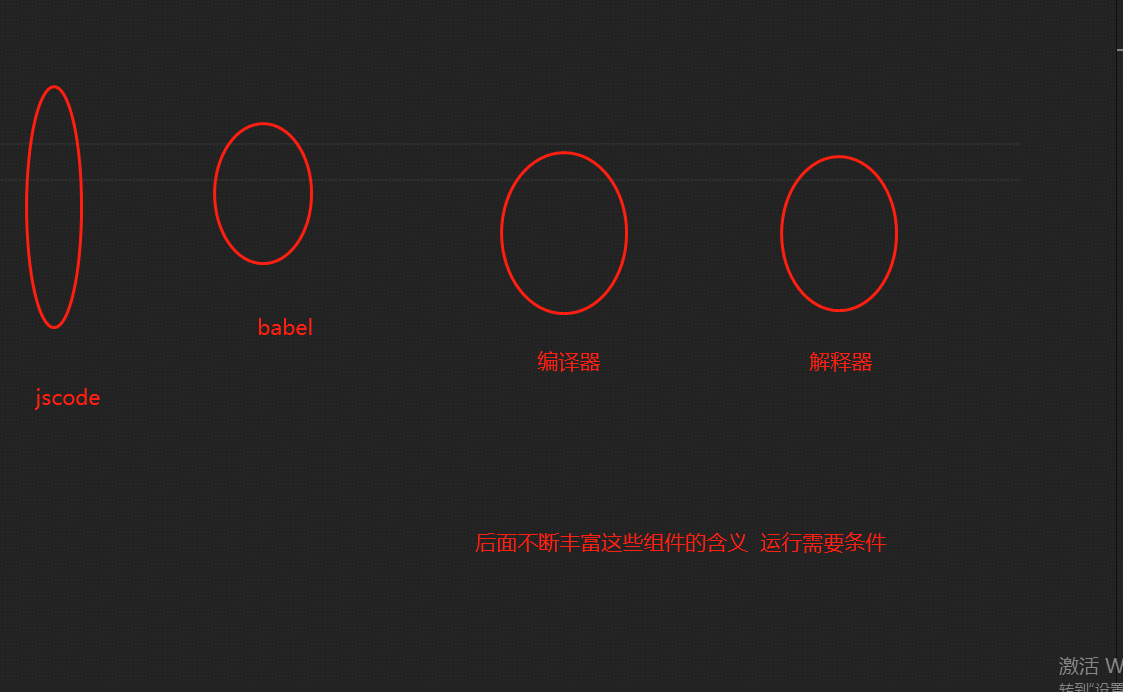 babel
编译器
解释器
jscode
后面不断丰富这些组件的含义 运行需要条件
激活 W
转到"设置